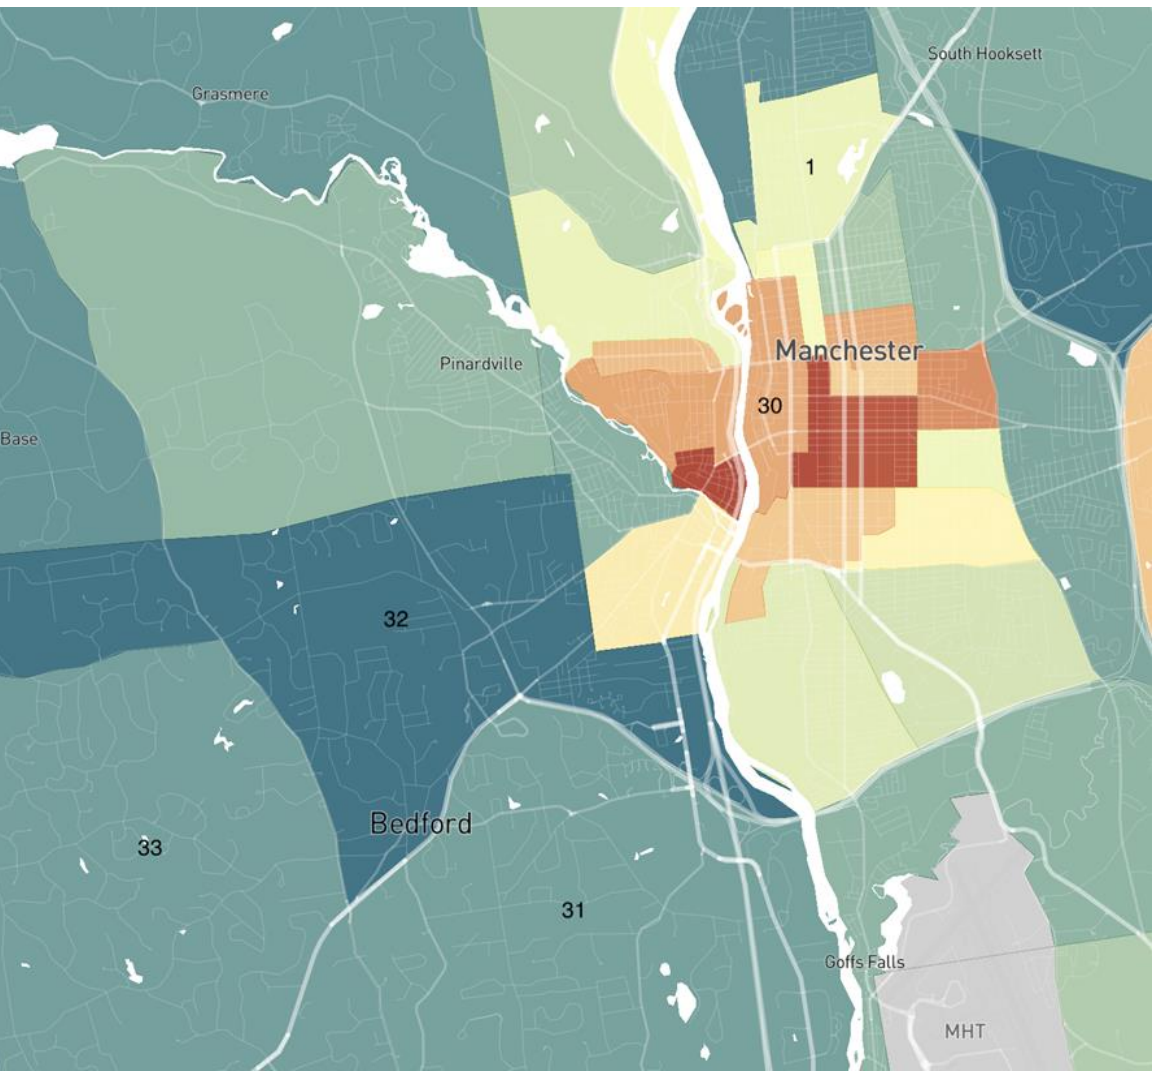 South Hooksett
Grasmere
1
Manchester
Pinardville
30
Base
32
Bedford
33
31
Goffs Falls
MHT